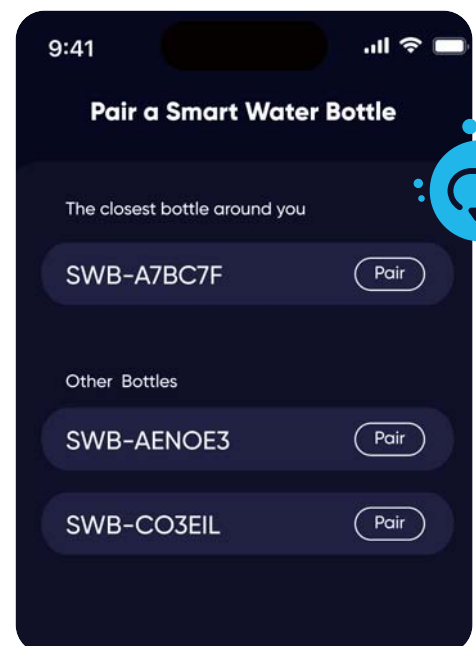 9:41
Pair a Smart Water Bottle
The closest bottle around you
SWB-A7BC7F
Pair
Other Bottles
SWB-AENOE3
Pair
SWB-CO3EIL
Pair